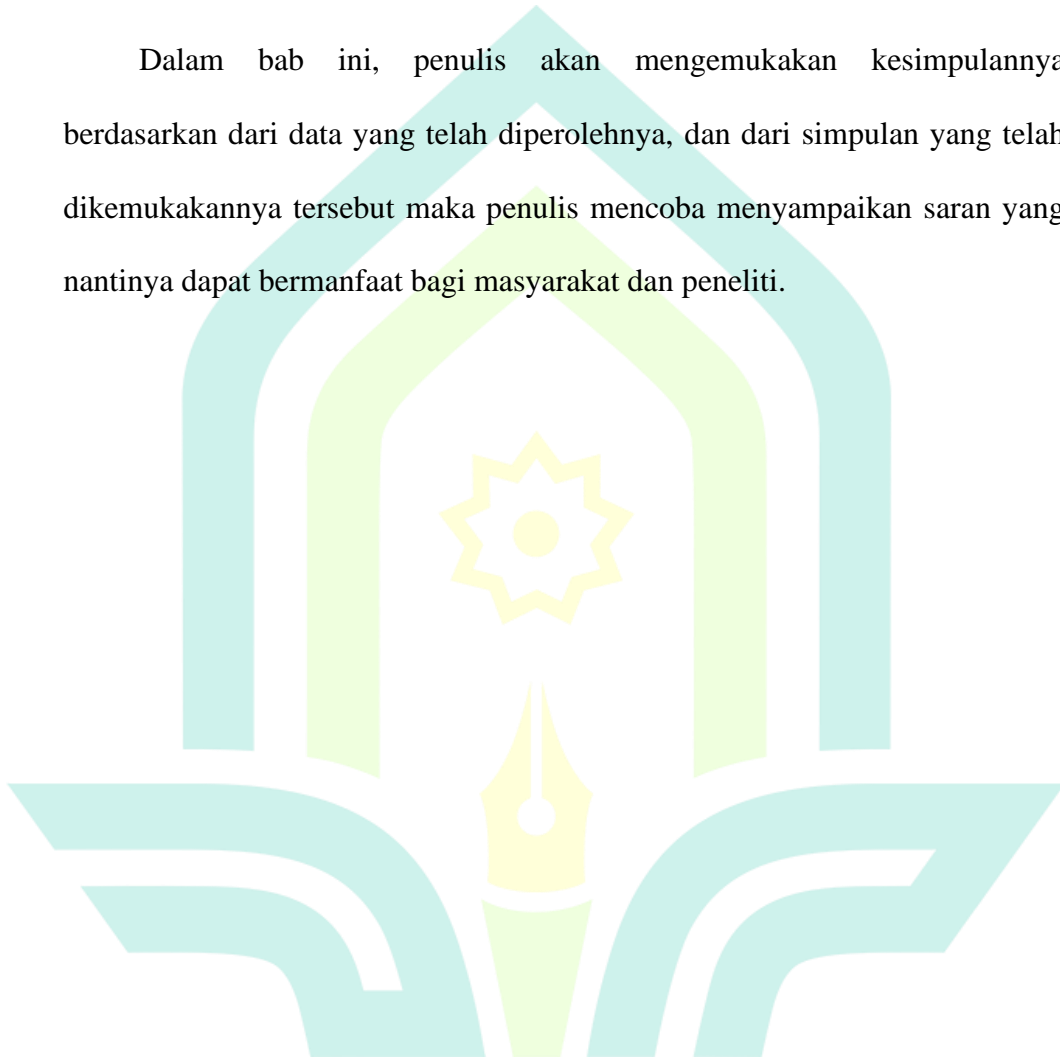 Dalam bab ini, penulis akan mengemukakan kesimpulannya
berdasarkan dari data yang telah diperolehnya, dan dari simpulan yang telah
dikemukakannya tersebut maka penulis mencoba menyampaikan saran yang
nantinya dapat bermanfaat bagi masyarakat dan peneliti.